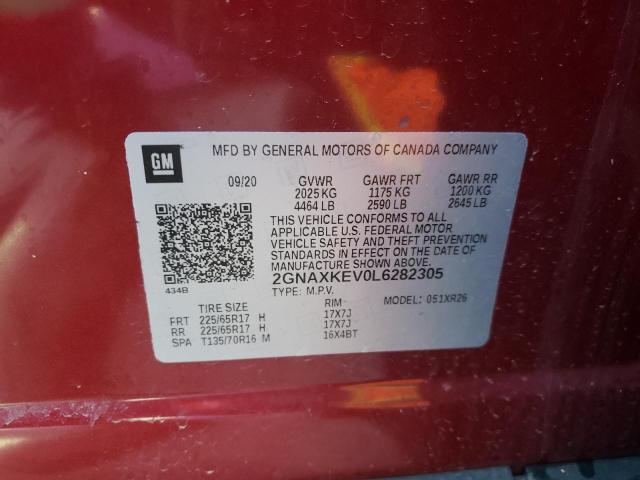 GM
MFD BY GENERAL MOTORS OF CANADA COMPANY
09/20 GVWR GAWR FRT GAWR RR
2025 KG 1175 KG 1200 KG
4464 LB 2590 LB 2645 LB
THIS VEHICLE CONFORMS TO ALL
APPLICABLE U.S. FEDERAL MOTOR
VEHICLE SAFETY AND THEFT PREVENTION
STANDARDS IN EFFECT ON THE DATE OF
MANUFACTURE SHOWN ABOVE.
434B
2GNAXKEV0L6282305
TYPE: M.P.V. MODEL: 051XR26
TIRE SIZE RIM
FRT 225/65R17 H 17X7J
RR 225/65R17 H 17X7J
SPA T135/70R16 M 16X4BT